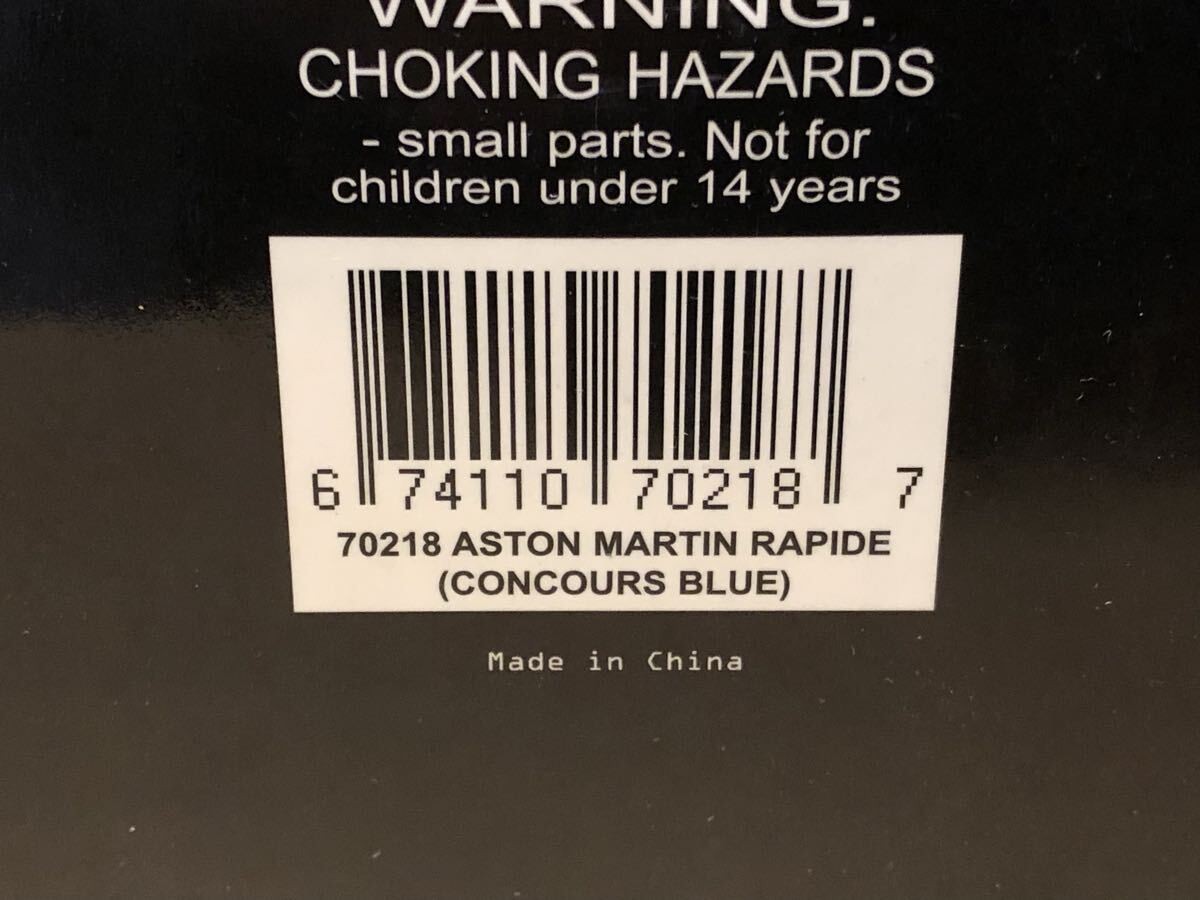 WARNING:
CHOKING HAZARDS
- small parts. Not for
children under 14 years
6 74110 70218 7
70218 ASTON MARTIN RAPIDE
(CONCOURS BLUE)
Made in China